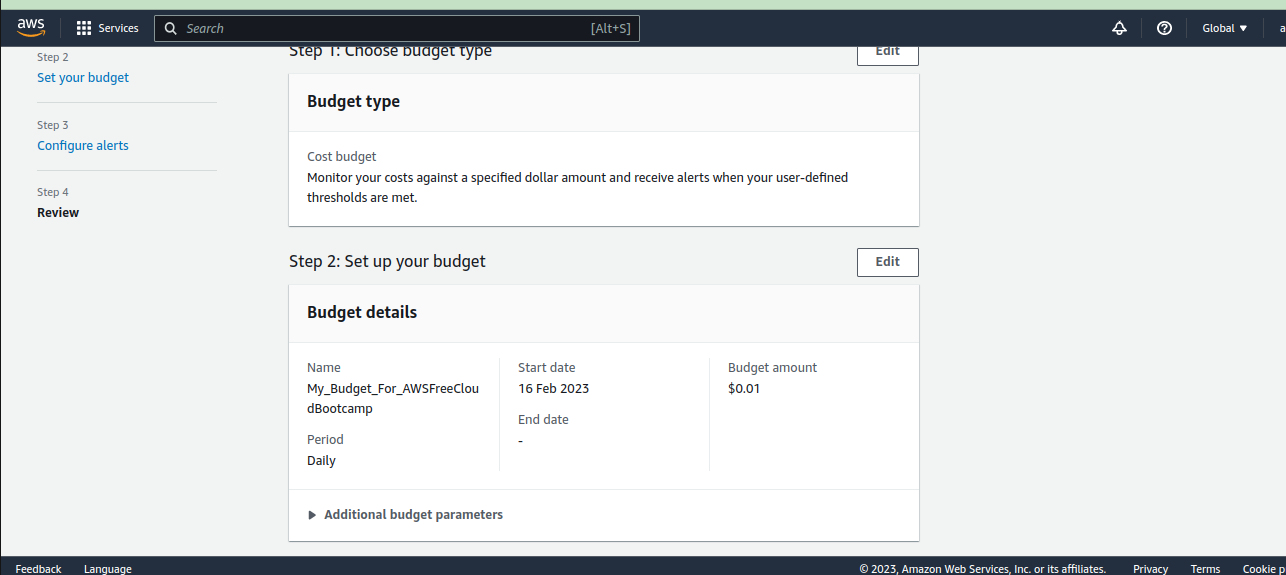 aws
Services
Search
[Alt+S]
Global
Step 2
Set your budget
Step 3
Configure alerts
Step 4
Review
Step 1: Choose budget type
Edit
Budget type
Cost budget
Monitor your costs against a specified dollar amount and receive alerts when your user-defined
thresholds are met.
Step 2: Set up your budget
Edit
Budget details
Name
My_Budget_For_AWSFreeClou
dBootcamp
Period
Daily
Start date
16 Feb 2023
End date
-
Budget amount
$0.01
Additional budget parameters
Feedback
Language
© 2023, Amazon Web Services, Inc. or its affiliates.
Privacy
Terms
Cookie p